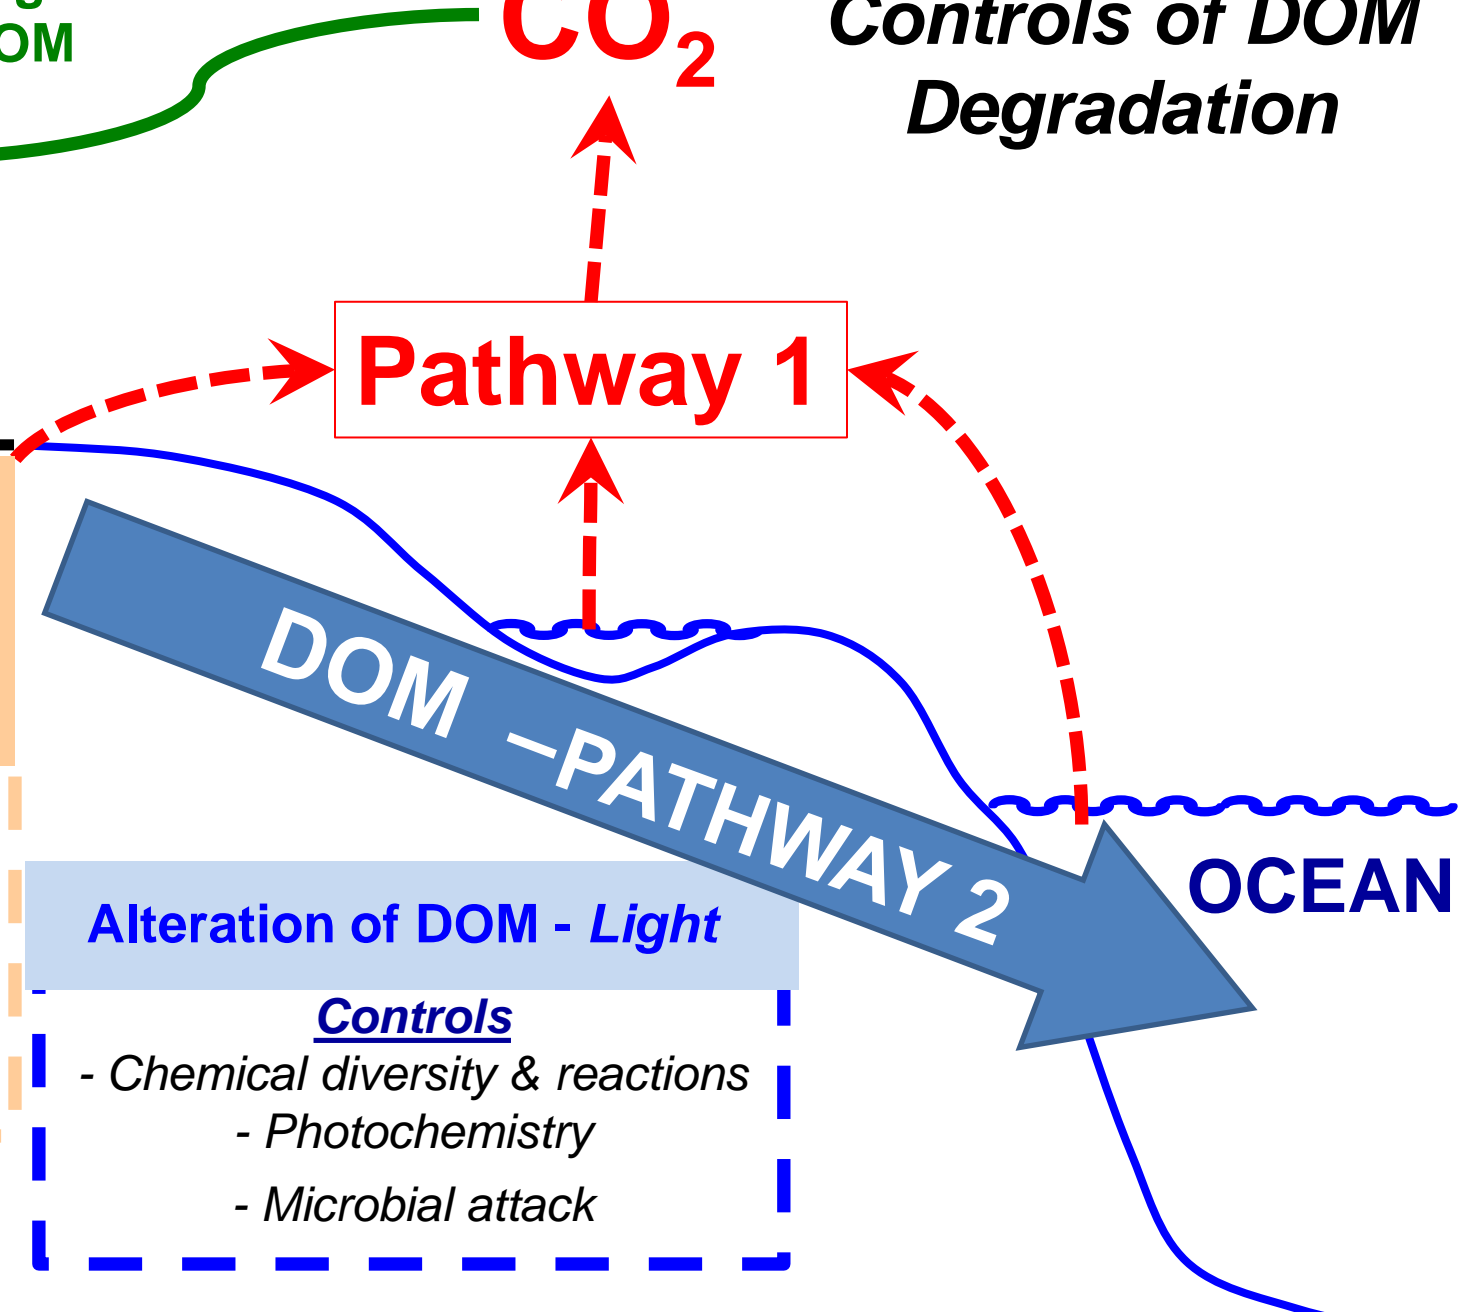 OM
CO2
Controls of DOM
Degradation
Pathway 1
DOM –PATHWAY 2
OCEAN
Alteration of DOM - Light
Controls
- Chemical diversity & reactions
- Photochemistry
- Microbial attack